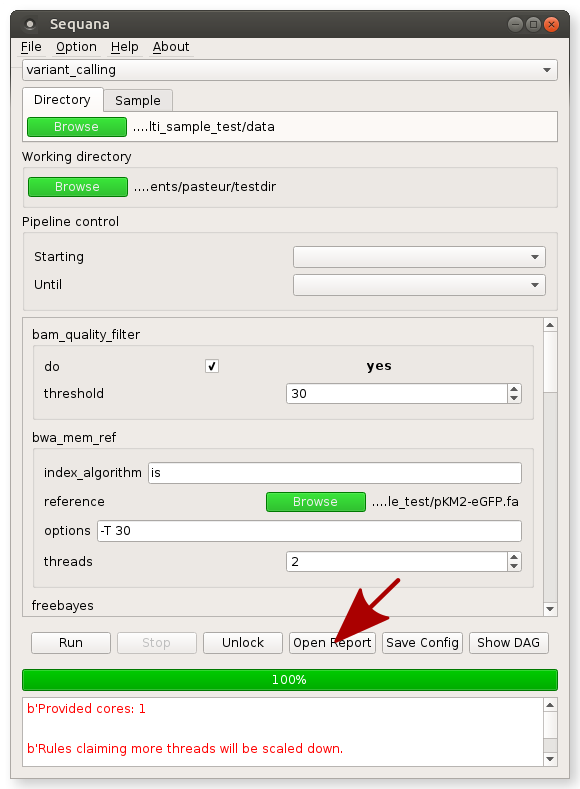 Sequana
File Option Help About
variant_calling
Directory Sample
Browse ....lti_sample_test/data
Working directory
Browse ....ents/pasteur/testdir
Pipeline control
Starting
Until
bam_quality_filter
do yes
threshold 30
bwa_mem_ref
index_algorithm is
reference Browse ....le_test/pKM2-eGFP.fa
options -T 30
threads 2
freebayes
Run Stop Unlock Open Report Save Config Show DAG
100%
b'Provided cores: 1
b'Rules claiming more threads will be scaled down.